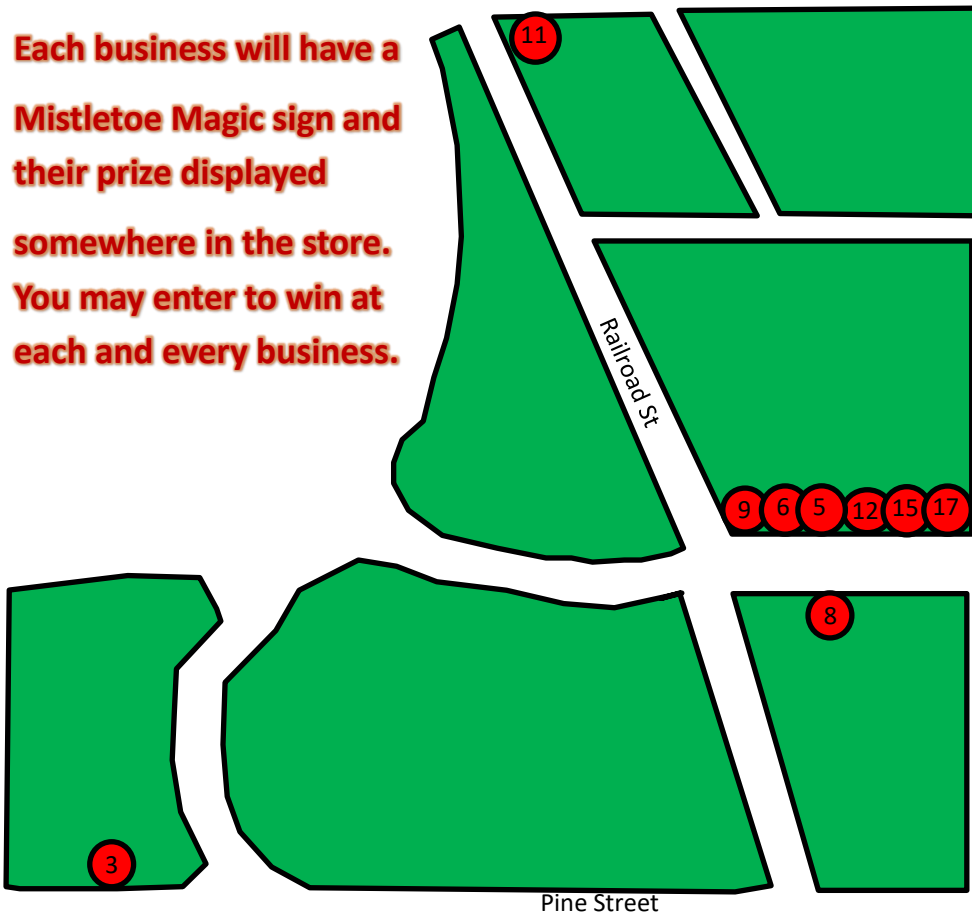 Each business will have a
Mistletoe Magic sign and
their prize displayed
somewhere in the store.
You may enter to win at
each and every business.
11
Railroad St
9 6 5 12 15 17
8
3
Pine Street